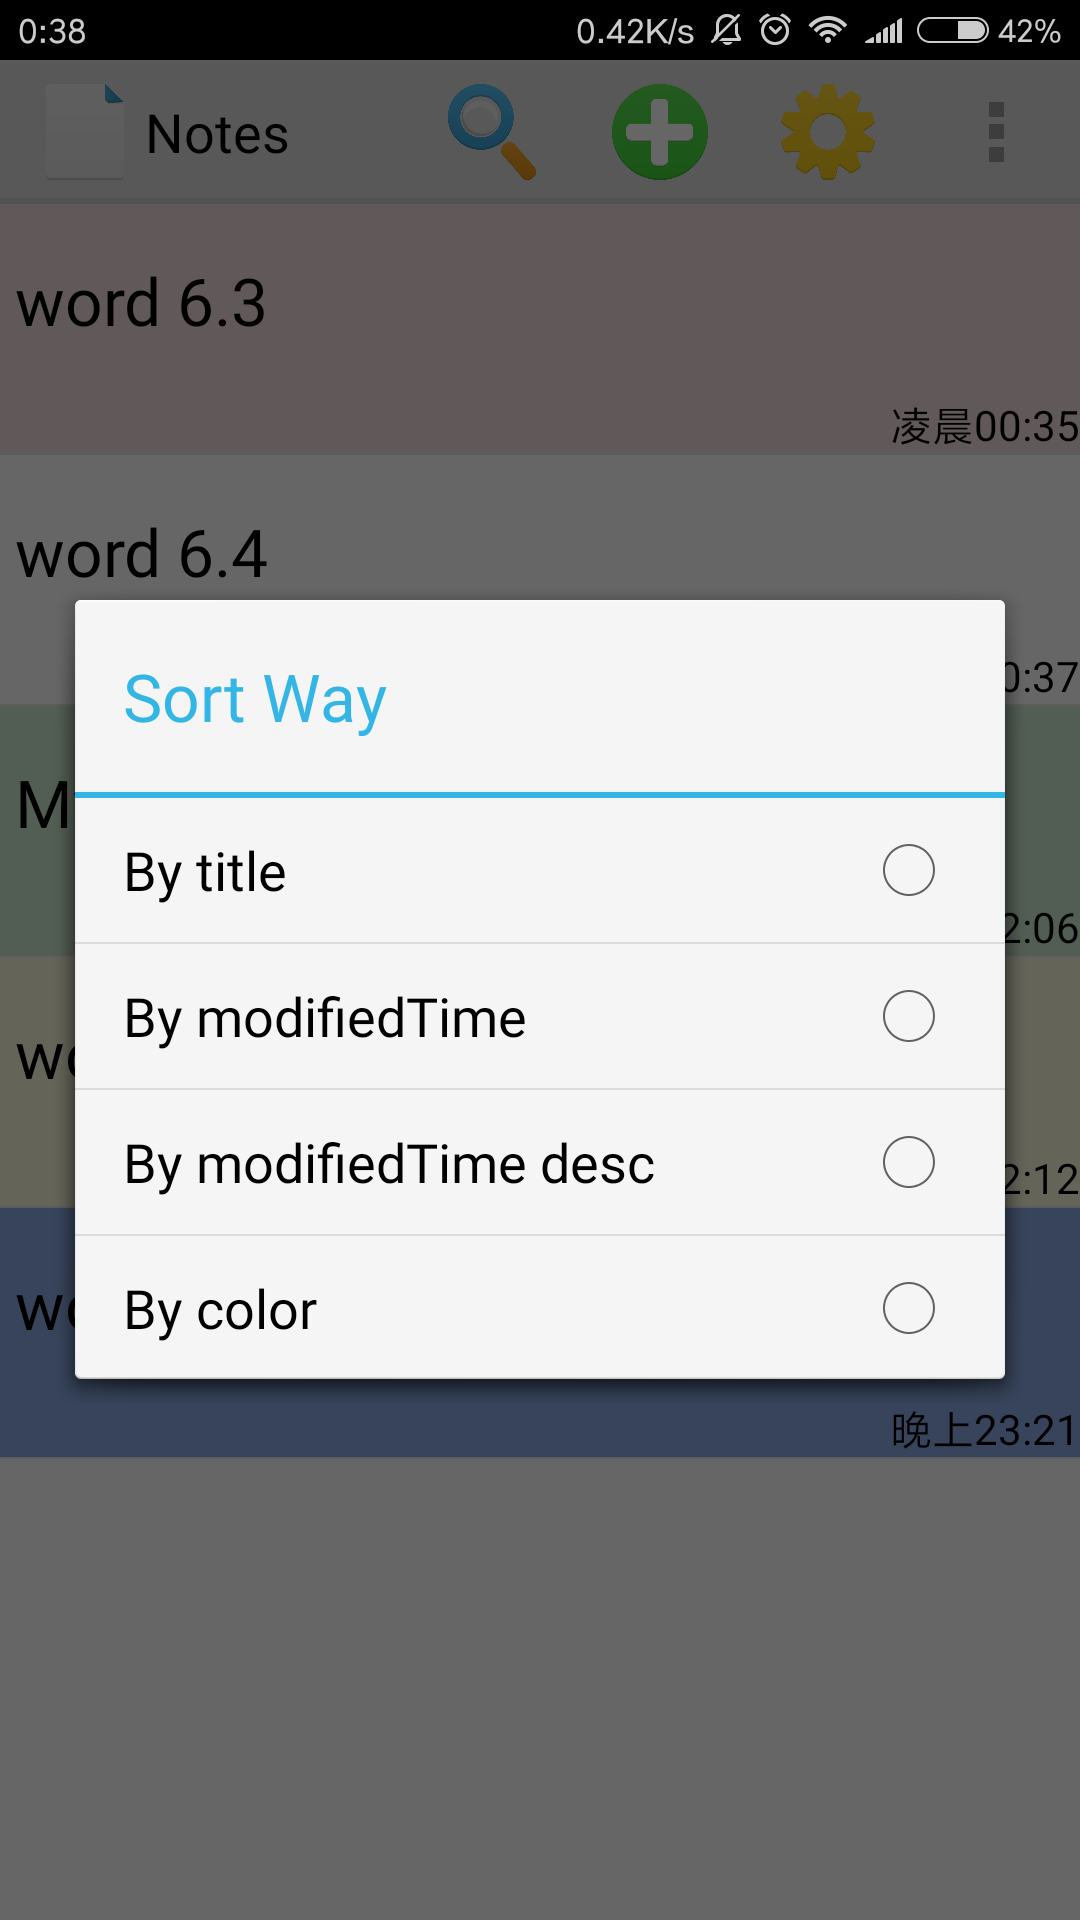 0:38 0.42K/s 42%
Notes
word 6.3
凌晨00:35
word 6.4
0:37
Sort Way
2:06
By title
By modifiedTime
By modifiedTime desc
2:12
By color
晚上23:21